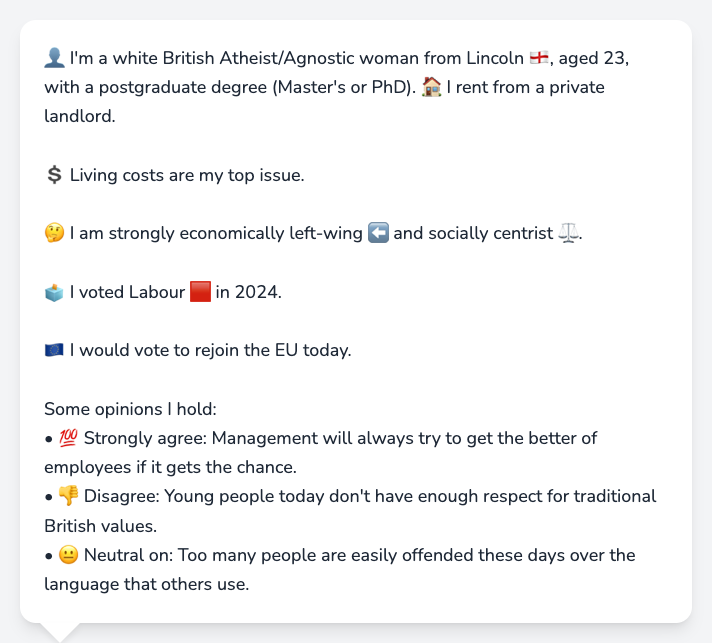 👤 I'm a white British Atheist/Agnostic woman from Lincoln 🏴󠁧󠁢󠁥󠁮󠁧󠁿, aged 23,
with a postgraduate degree (Master's or PhD). 🏠 I rent from a private
landlord.
💲 Living costs are my top issue.
🤔 I am strongly economically left-wing ⬅️ and socially centrist ⚖️.
🗳️ I voted Labour 🟥 in 2024.
🇪🇺 I would vote to rejoin the EU today.
Some opinions I hold:
• 💯 Strongly agree: Management will always try to get the better of
employees if it gets the chance.
• 👎 Disagree: Young people today don't have enough respect for traditional
British values.
• 😐 Neutral on: Too many people are easily offended these days over the
language that others use.